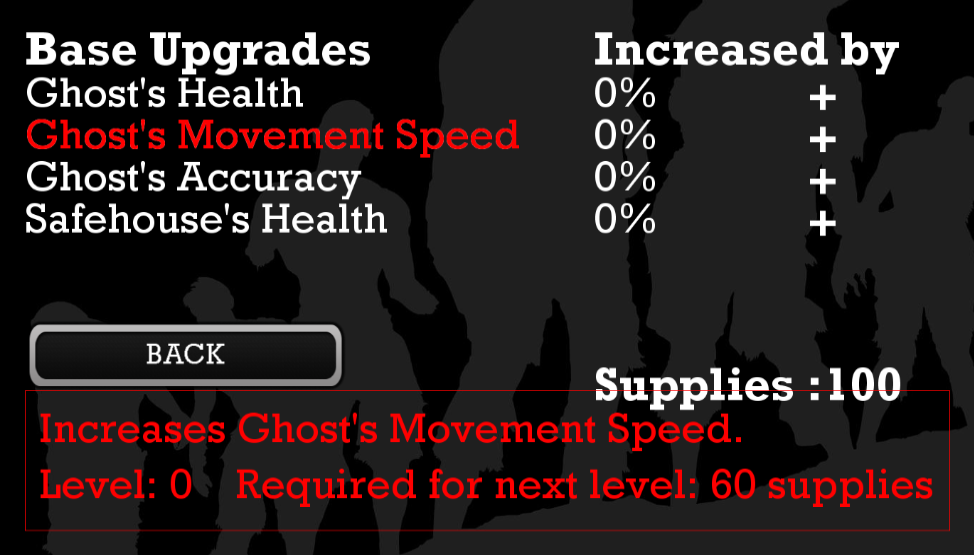 Base Upgrades Increased by
Ghost's Health 0% +
Ghost's Movement Speed 0% +
Ghost's Accuracy 0% +
Safehouse's Health 0% +
BACK
Supplies :100
Increases Ghost's Movement Speed.
Level: 0 Required for next level: 60 supplies